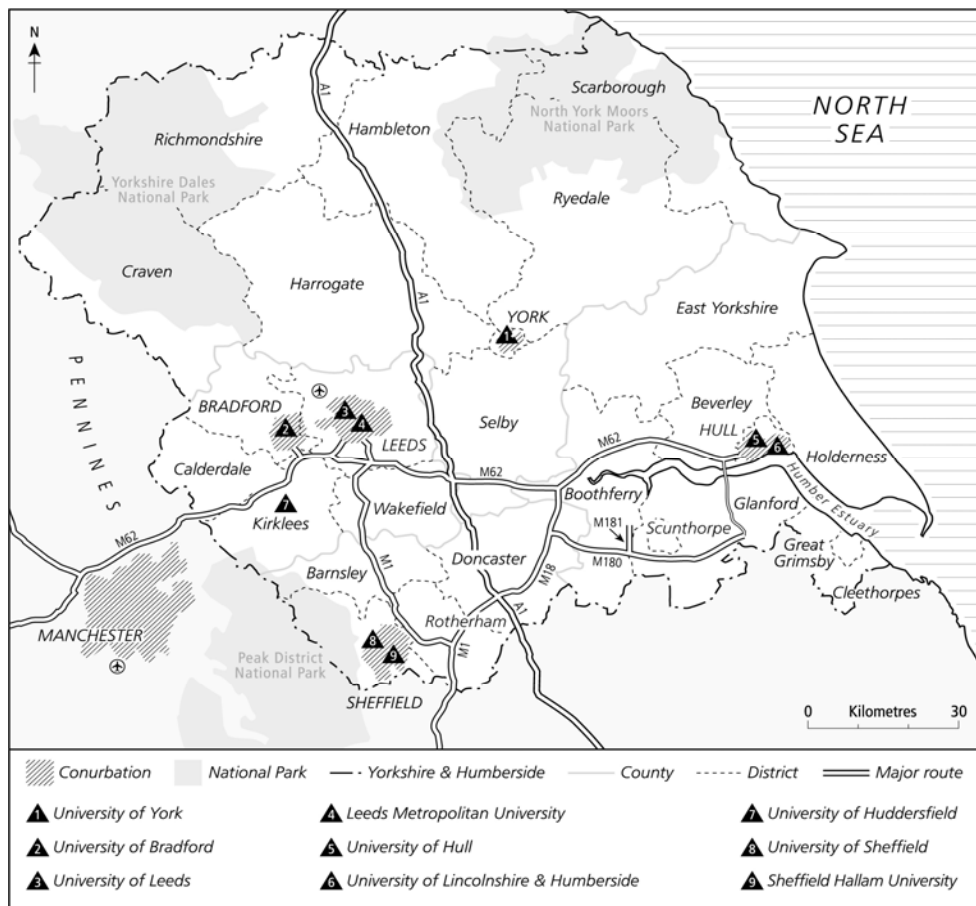 N
A1
Scarborough
NORTH
SEA
Hambleton
North York Moors
National Park
Richmondshire
Yorkshire Dales
National Park
Ryedale
Craven
Harrogate
A1
East Yorkshire
YORK
1
PENNINES
BRADFORD
2
3
4
LEEDS
Selby
Beverley
HULL
5
6
Holderness
M62
Calderdale
M62
Humber Estuary
7
Kirklees
Wakefield
Boothferry
Glanford
M181
Scunthorpe
M62
M1
Doncaster
M18
M180
Great
Grimsby
Barnsley
Cleethorpes
A1
Rotherham
MANCHESTER
8
9
M1
Peak District
National Park
SHEFFIELD
0 Kilometres 30
Conurbation
National Park
Yorkshire & Humberside
County
District
Major route
1 University of York
4 Leeds Metropolitan University
7 University of Huddersfield
2 University of Bradford
5 University of Hull
8 University of Sheffield
3 University of Leeds
6 University of Lincolnshire & Humberside
9 Sheffield Hallam University